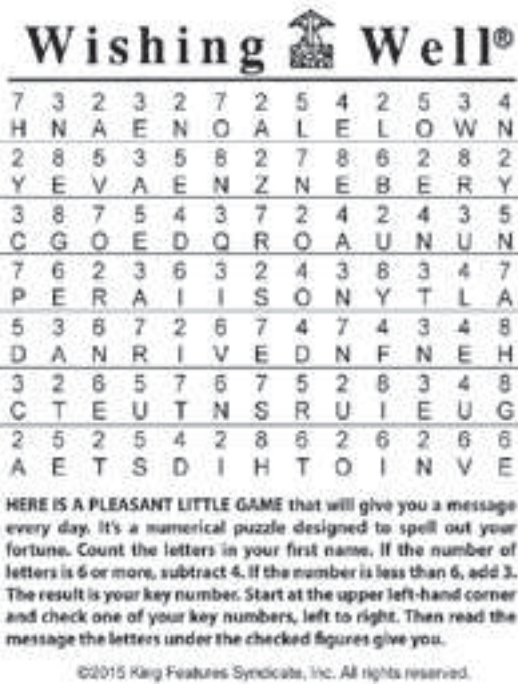 Wishing Well®
7 3 2 3 2 7 2 5 4 2 5 3 4
H N A E N O A L E L O W N
2 8 5 3 5 8 2 7 8 6 2 8 2
Y E V A E N Z N E B E R Y
3 8 7 5 4 3 7 2 4 2 4 3 5
C G O E D Q R O A U N U N
7 6 2 3 6 3 2 4 3 8 3 4 7
P E R A I I S O N Y T L A
5 3 6 7 2 6 7 4 7 4 3 4 8
D A N R I V E D N F N E H
3 2 6 5 7 6 7 5 2 8 3 4 8
C T E U T N S R U I E U G
2 5 2 5 4 2 8 6 2 6 2 6 6
A E T S D I H T O I N V E
HERE IS A PLEASANT LITTLE GAME that will give you a message
every day. It's a numerical puzzle designed to spell out your
fortune. Count the letters in your first name. If the number of
letters is 6 or more, subtract 4. If the number is less than 6, add 3.
The result is your key number. Start at the upper left-hand corner
and check one of your key numbers, left to right. Then read the
message the letters under the checked figures give you.
©2015 King Features Syndicate, Inc. All rights reserved.